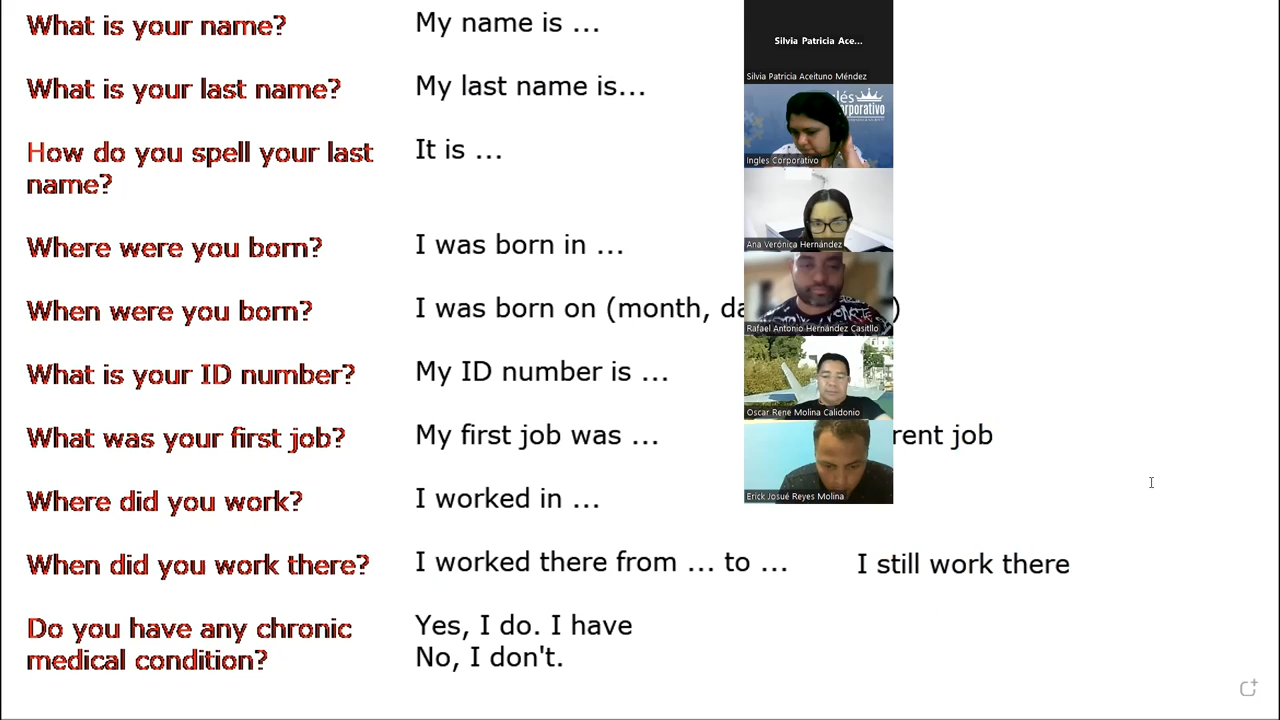 What is your name? My name is ...
What is your last name? My last name is...
How do you spell your last It is ...
name?
Where were you born? I was born in ...
When were you born? I was born on (month, )
What is your ID number? My ID number is ...
What was your first job? My first job was ... job
Where did you work? I worked in ...
When did you work there? I worked there from ... to ... I still work there
Do you have any chronic Yes, I do. I have
medical condition? No, I don't.
Silvia Patricia Ace...
Silvia Patricia Aceituno Méndez
Ingles Corporativo
Ana Verónica Hernández
Rafael Antonio Hernández Casitllo
Oscar Rene Molina Calidonio
Erick Josué Reyes Molina